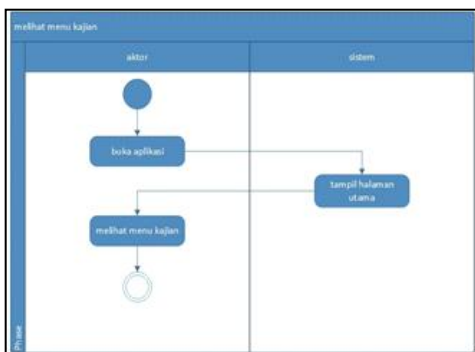 melihat menu kajian
aktor
sistem
buka aplikasi
tampil halaman
utama
melihat menu kajian
Phase